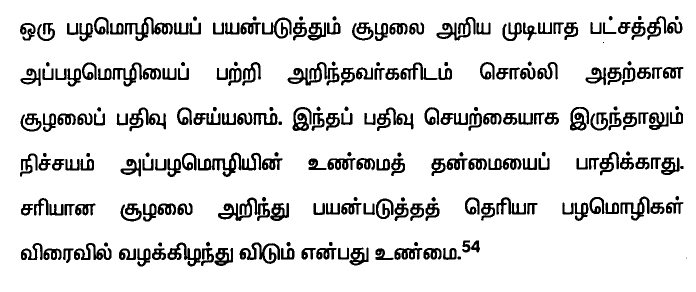 ஒரு பழமொழியைப் பயன்படுத்தும் சூழலை அறிய முடியாத பட்சத்தில்
அப்பழமொழியைப் பற்றி அறிந்தவர்களிடம் சொல்லி அதற்கான
சூழலைப் பதிவு செய்யலாம். இந்தப் பதிவு செயற்கையாக இருந்தாலும்
நிச்சயம் அப்பழமொழியின் உண்மைத் தன்மையைப் பாதிக்காது.
சரியான சூழலை அறிந்து பயன்படுத்தத் தெரியா பழமொழிகள்
விரைவில் வழக்கிழந்து விடும் என்பது உண்மை.54